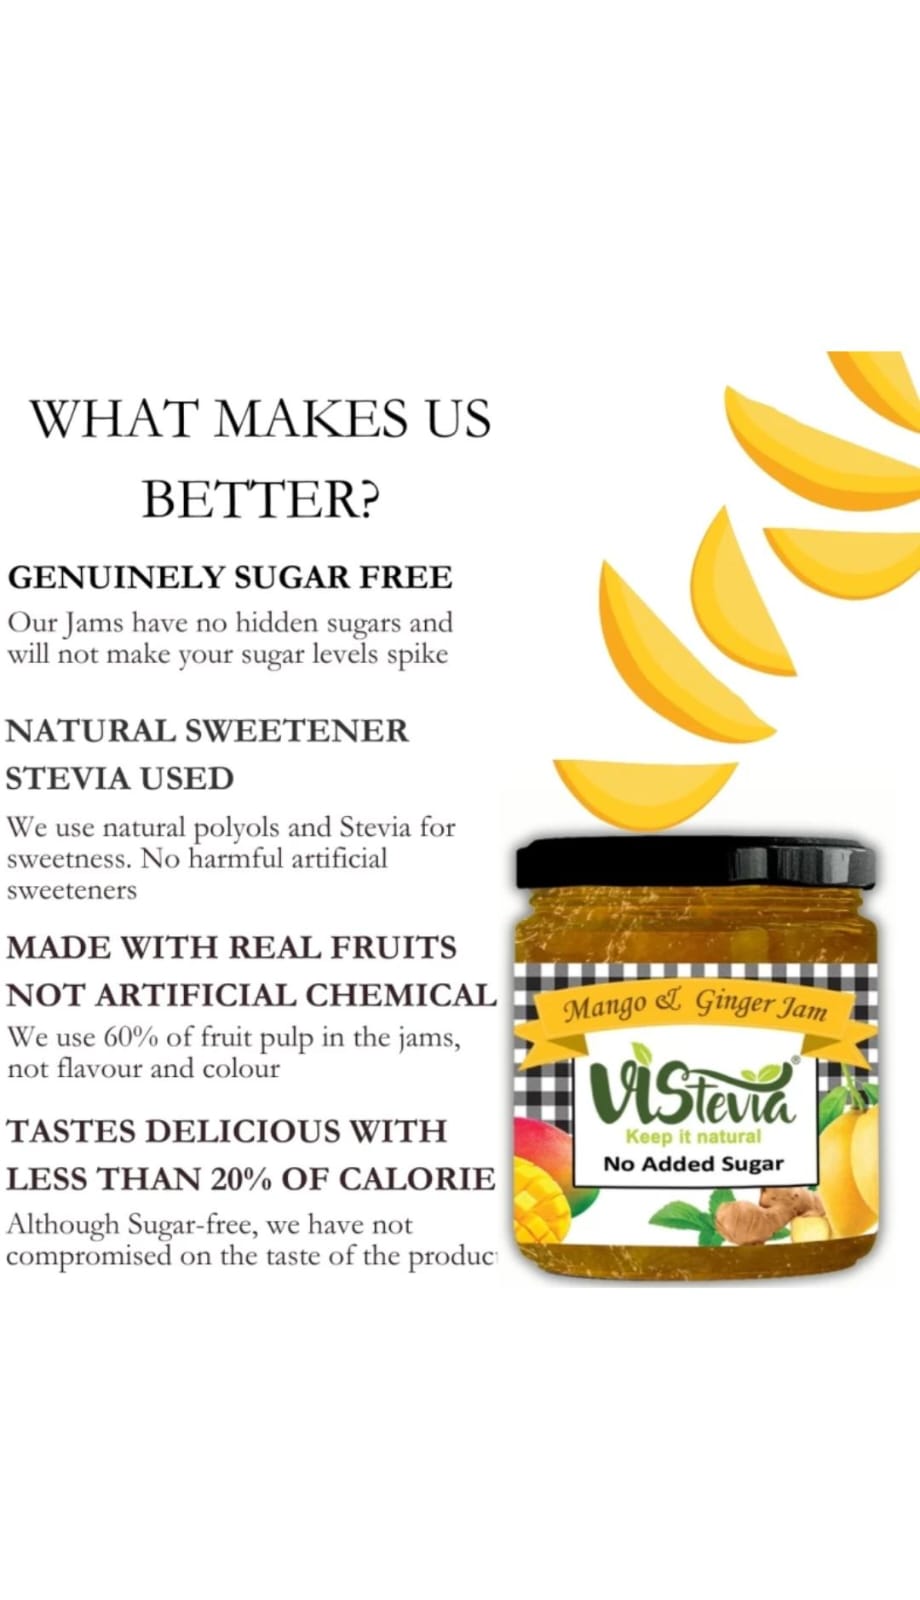 WHAT MAKES US
BETTER?
GENUINELY SUGAR FREE
Our Jams have no hidden sugars and
will not make your sugar levels spike
NATURAL SWEETENER
STEVIA USED
We use natural polyols and Stevia for
sweetness. No harmful artificial
sweeteners
MADE WITH REAL FRUITS
NOT ARTIFICIAL CHEMICAL
We use 60% of fruit pulp in the jams,
not flavour and colour
TASTES DELICIOUS WITH
LESS THAN 20% OF CALORIE
Although Sugar-free, we have not
compromised on the taste of the produc
Mango & Ginger Jam
ViStevia®
Keep it natural
No Added Sugar